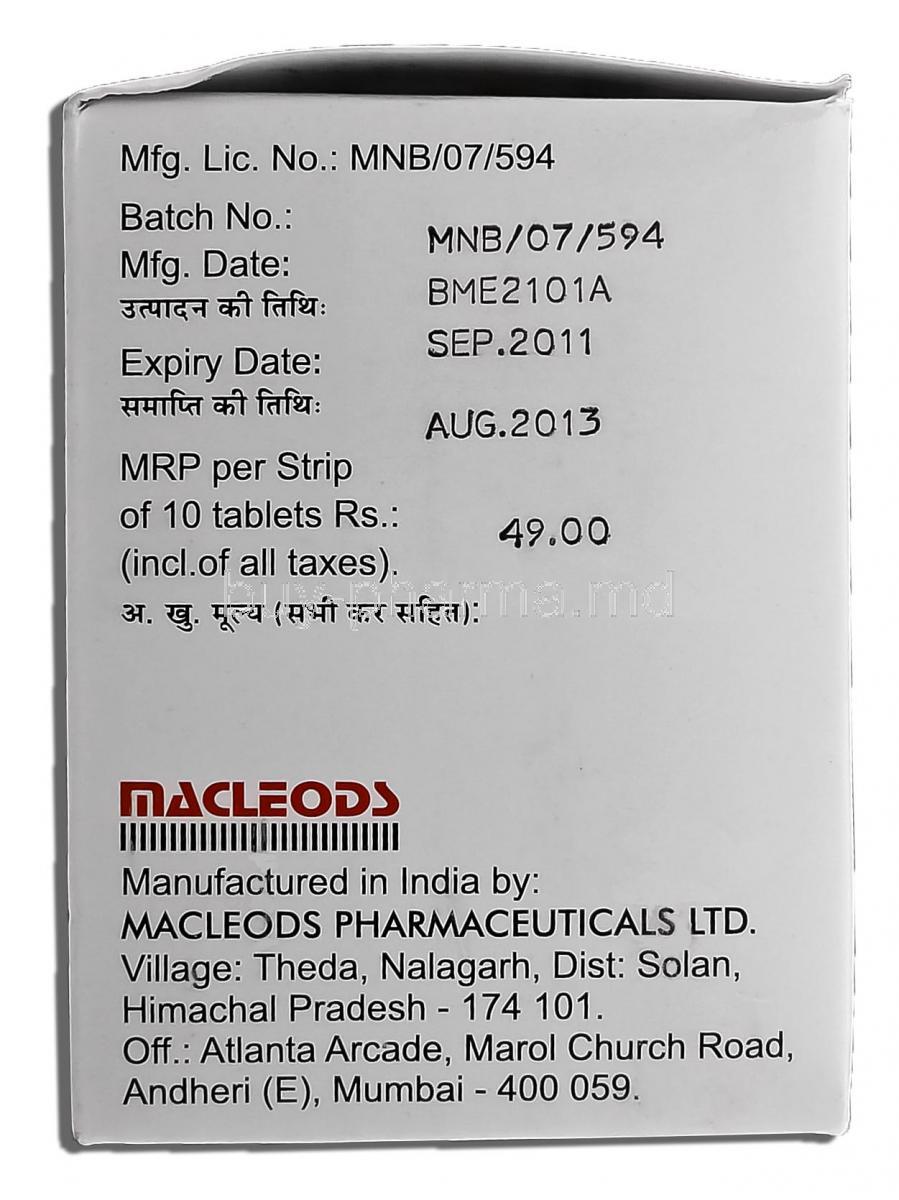 Mfg. Lic. No.: MNB/07/594
Batch No.:
MNB/07/594
Mfg. Date:
BME2101A
उत्पादन की तिथिः
SEP.2011
Expiry Date:
समाप्ति की तिथिः
AUG.2013
MRP per Strip
of 10 tablets Rs.:
49.00
(incl.of all taxes).
buy-pharma.md
अ. खु. मूल्य (सभी कर सहित):
MACLEODS
Manufactured in India by:
MACLEODS PHARMACEUTICALS LTD.
Village: Theda, Nalagarh, Dist: Solan,
Himachal Pradesh - 174 101.
Off.: Atlanta Arcade, Marol Church Road,
Andheri (E), Mumbai - 400 059.